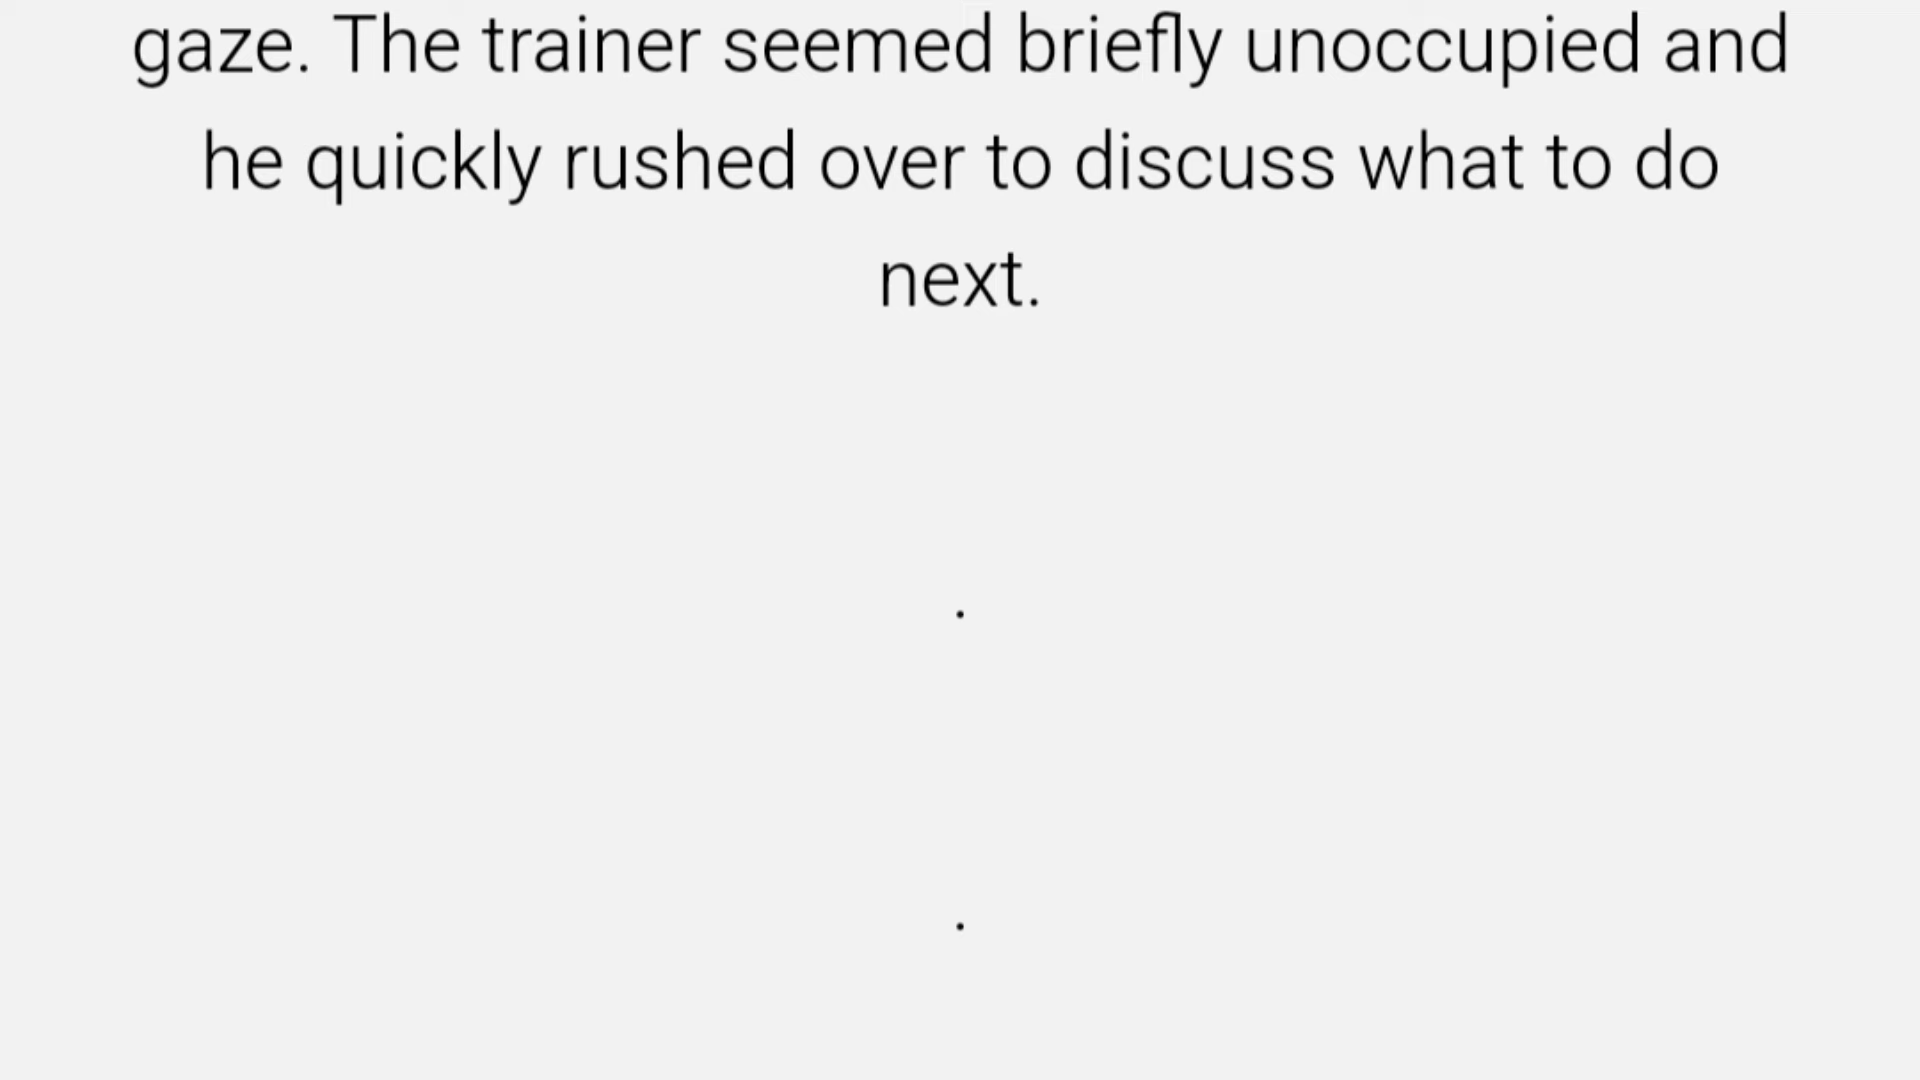 gaze. The trainer seemed briefly unoccupied and
he quickly rushed over to discuss what to do
next.
.
.